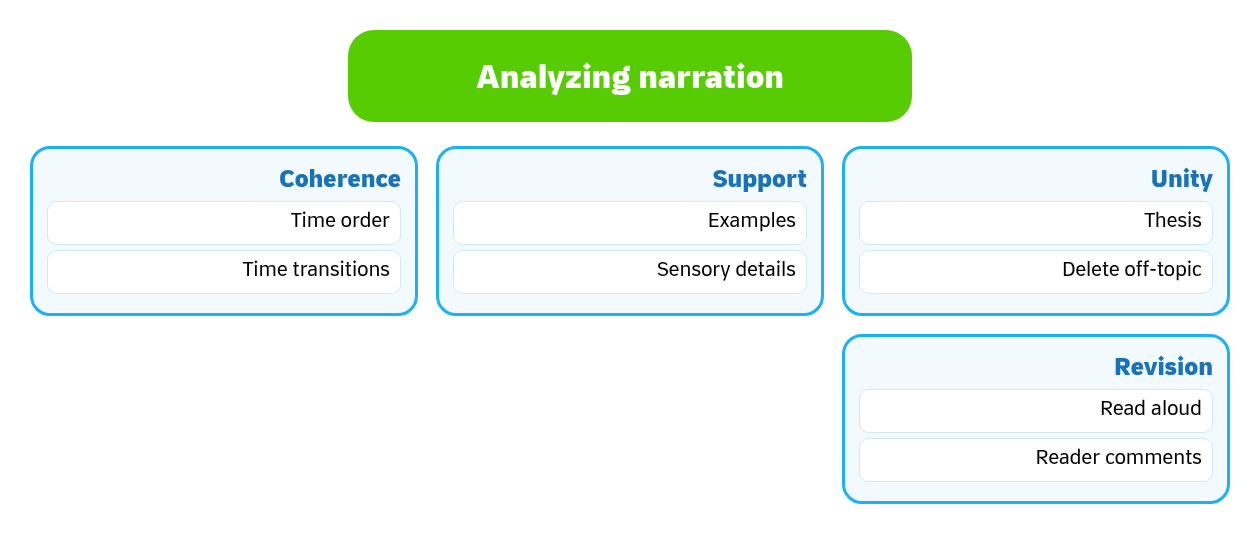 Analyzing narration
Unity
Thesis
Delete off-topic
Support
Examples
Sensory details
Coherence
Time order
Time transitions
Revision
Read aloud
Reader comments